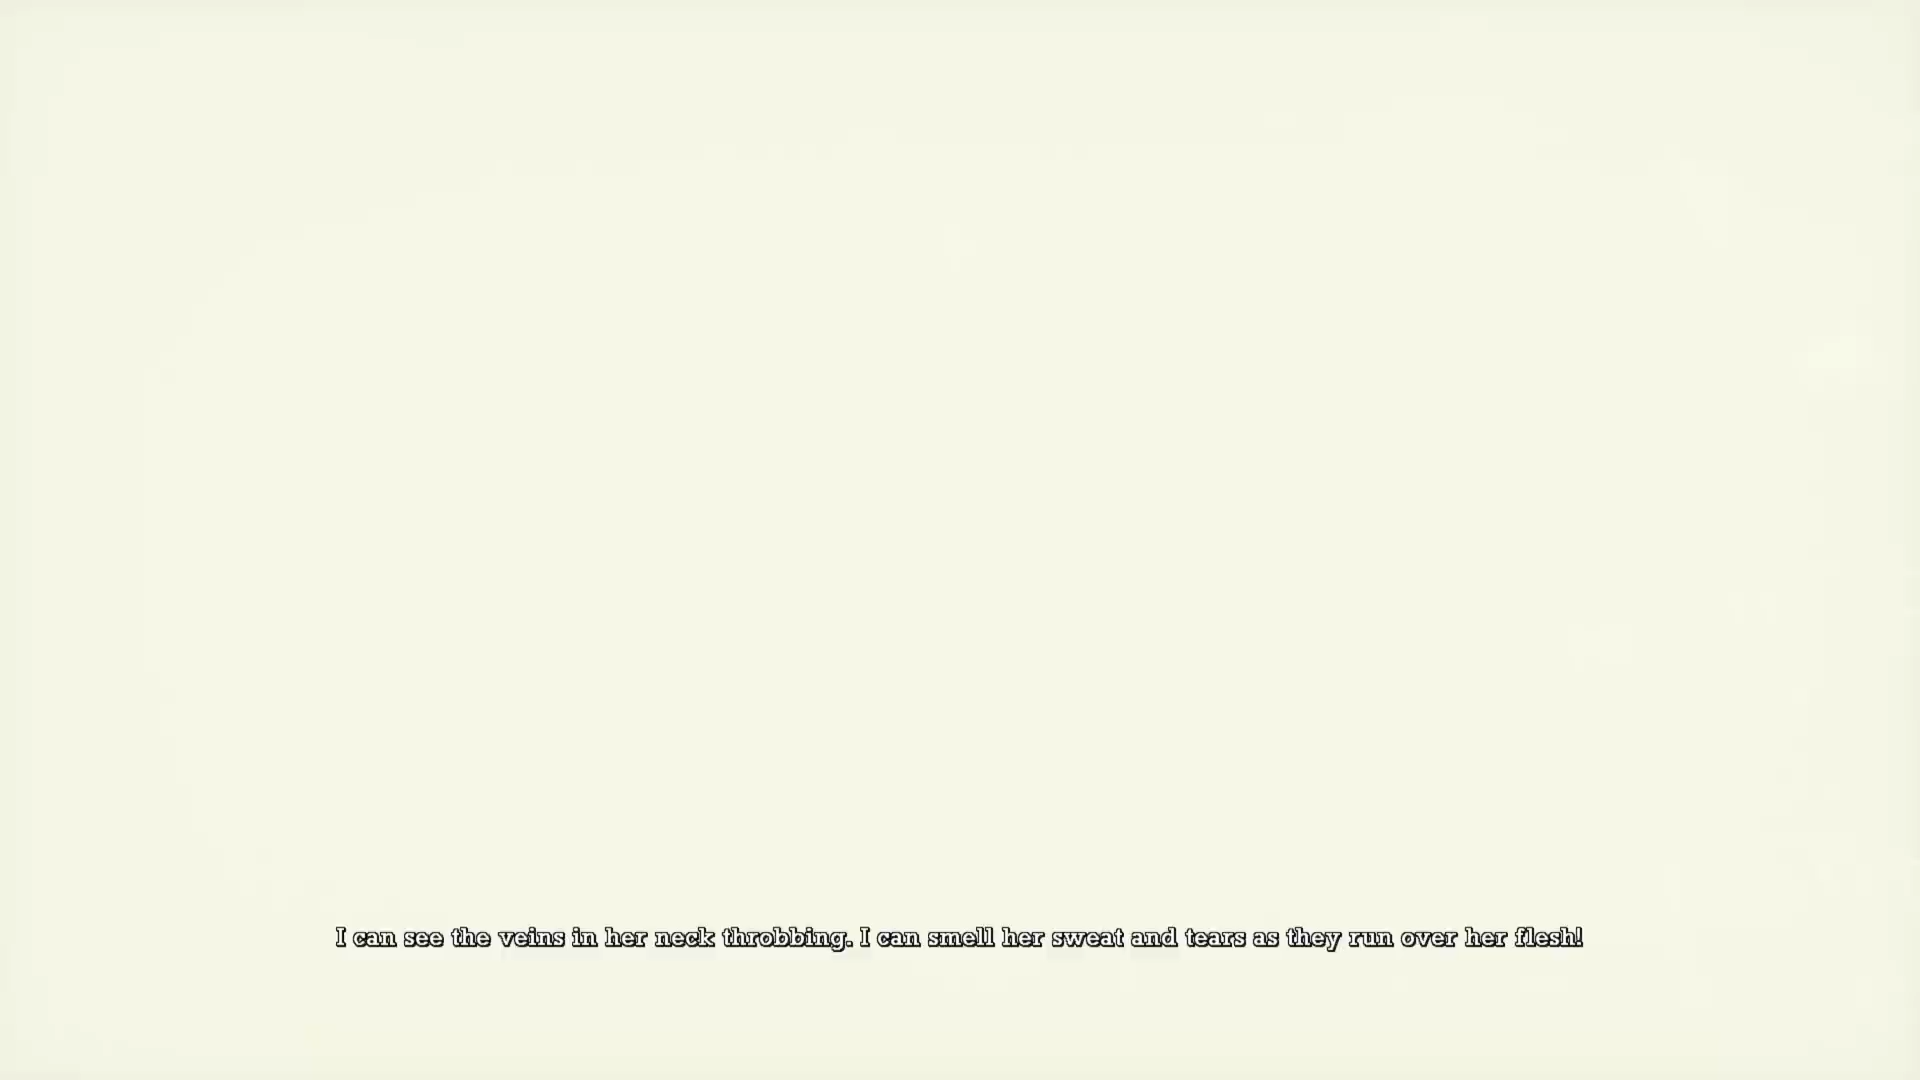 I can see the veins in her neck throbbing. I can smell her sweat and tears as they run over her flesh!